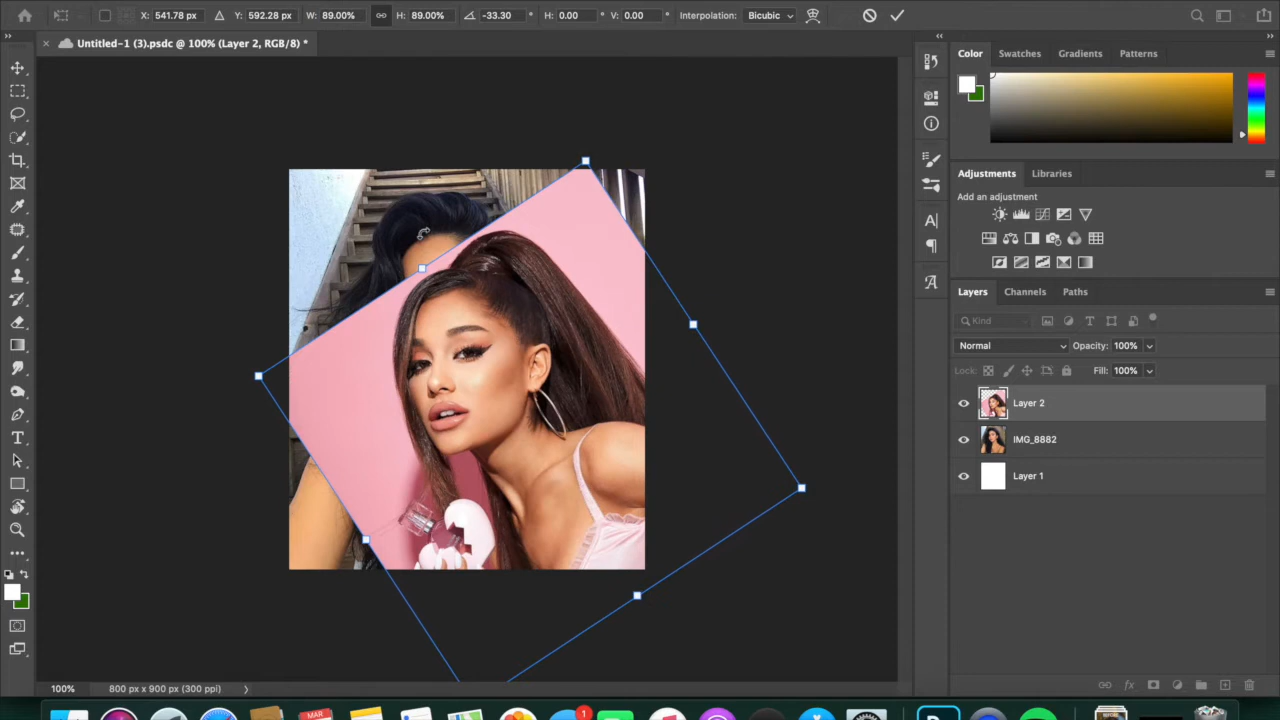 X: 541.78 px Y: 592.28 px W: 89.00% H: 89.00% -33.30 ° H: 0.00 ° V: 0.00 ° Interpolation: Bicubic
× Untitled-1 (3).psdc @ 100% (Layer 2, RGB/8) *
Color Swatches Gradients Patterns
Adjustments Libraries
Add an adjustment
Layers Channels Paths
Kind
Normal Opacity: 100%
Lock: Fill: 100%
Layer 2
IMG_8882
Layer 1
100% 800 px x 900 px (300 ppi)
MAR
1